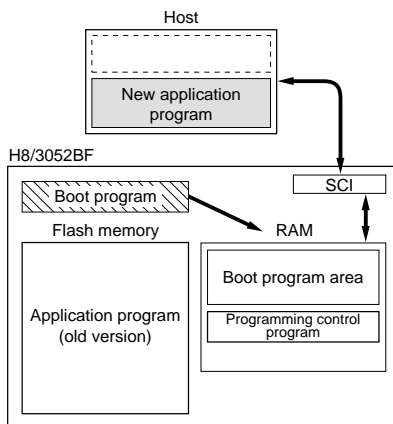 Host
New application
program
H8/3052BF
SCI
Boot program
Flash memory
RAM
Application program
(old version)
Boot program area
Programming control
program